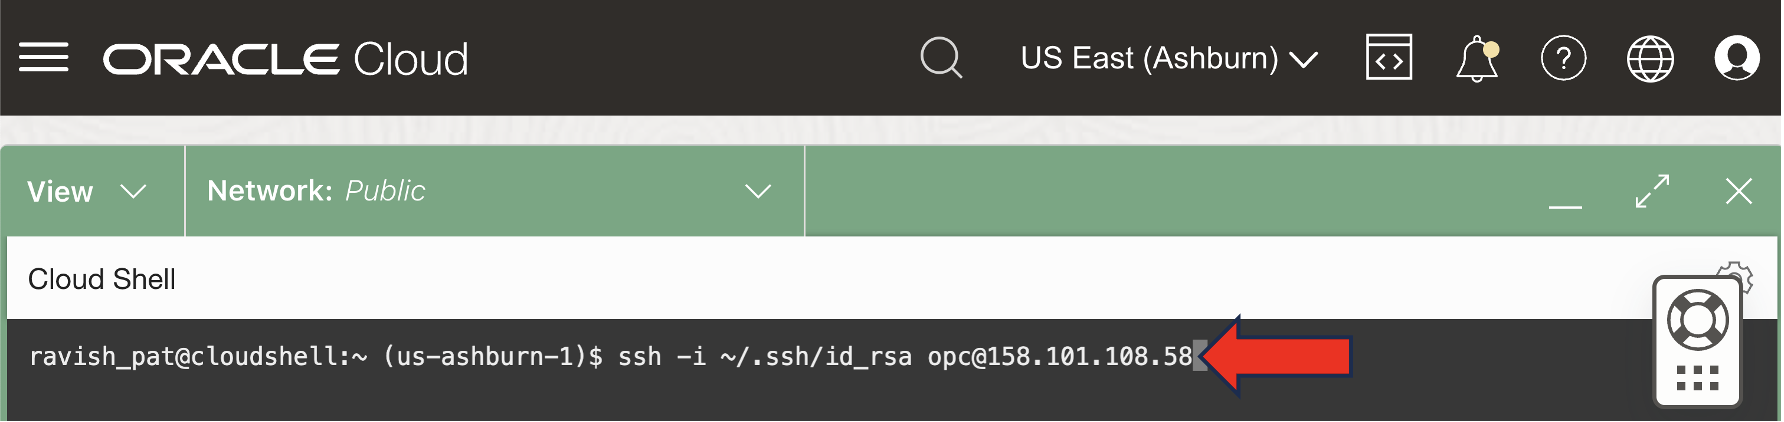 ORACLE Cloud
US East (Ashburn)
View
Network: Public
Cloud Shell
ravish_pat@cloudshell:~ (us-ashburn-1)$ ssh -i ~/.ssh/id_rsa opc@158.101.108.58